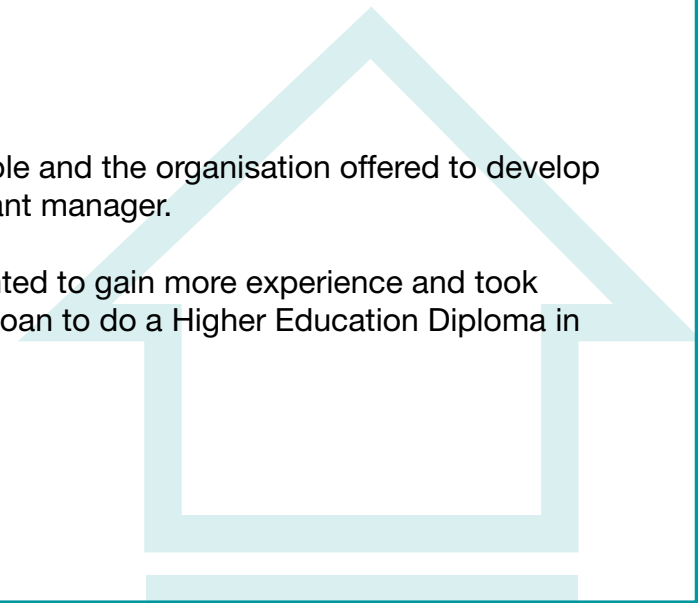 ole and the organisation offered to develop
ant manager.
nted to gain more experience and took
oan to do a Higher Education Diploma in